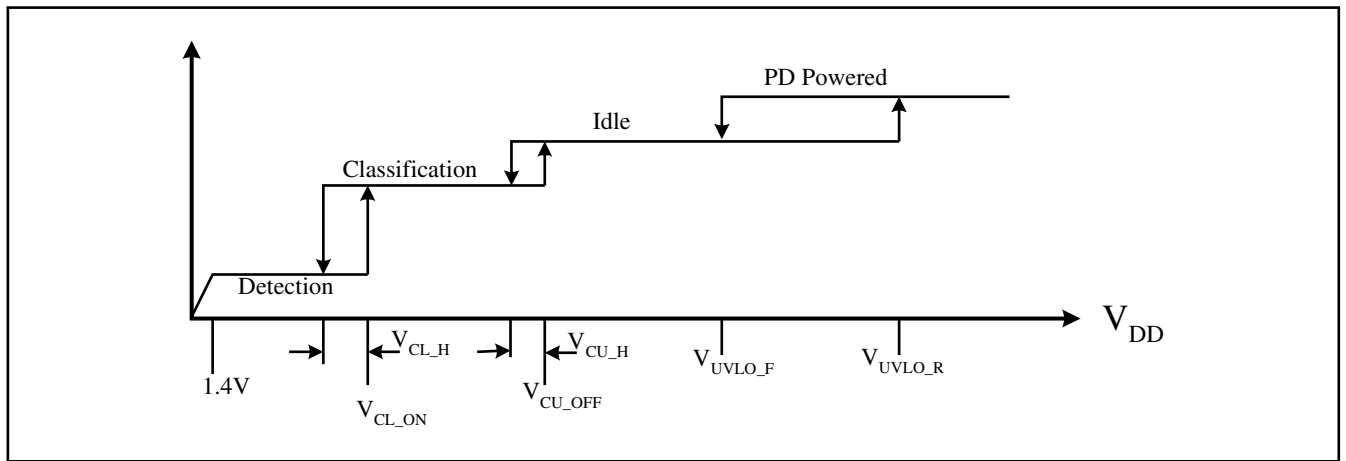 PD Powered
Idle
Classification
Detection
V_DD
V_CL_H
V_CU_H
V_UVLO_F
V_UVLO_R
1.4V
V_CL_ON
V_CU_OFF